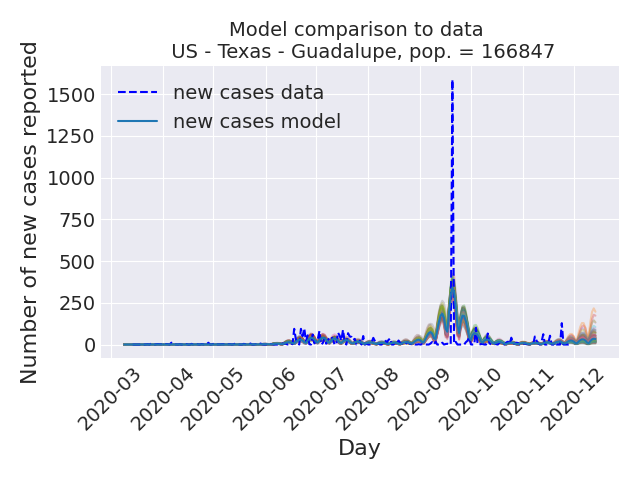 Model comparison to data
US - Texas - Guadalupe, pop. = 166847
Number of new cases reported
1500
1250
1000
750
500
250
0
new cases data
new cases model
2020-03
2020-04
2020-05
2020-06
2020-07
2020-08
2020-09
2020-10
2020-11
2020-12
Day